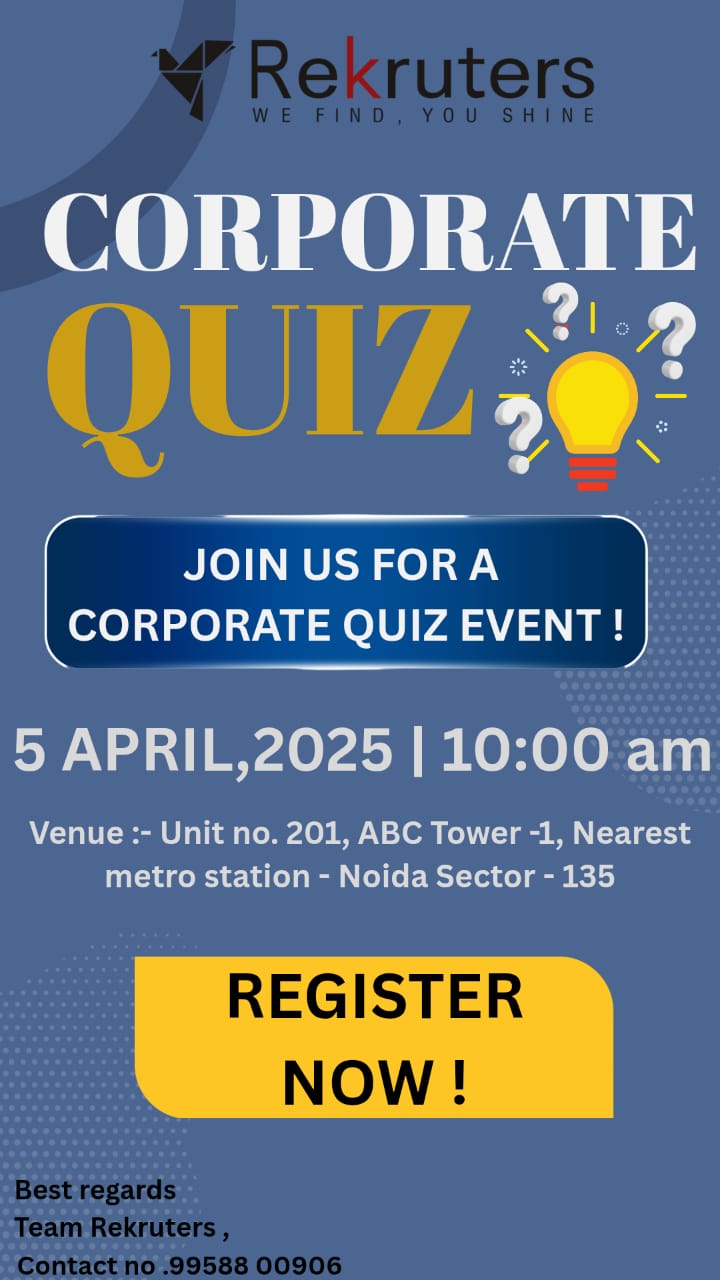 Rekruters
WE FIND, YOU SHINE
CORPORATE
QUIZ
JOIN US FOR A
CORPORATE QUIZ EVENT !
5 APRIL,2025 | 10:00 am
Venue :- Unit no. 201, ABC Tower -1, Nearest
metro station - Noida Sector - 135
REGISTER
NOW !
Best regards
Team Rekruters ,
Contact no .99588 00906